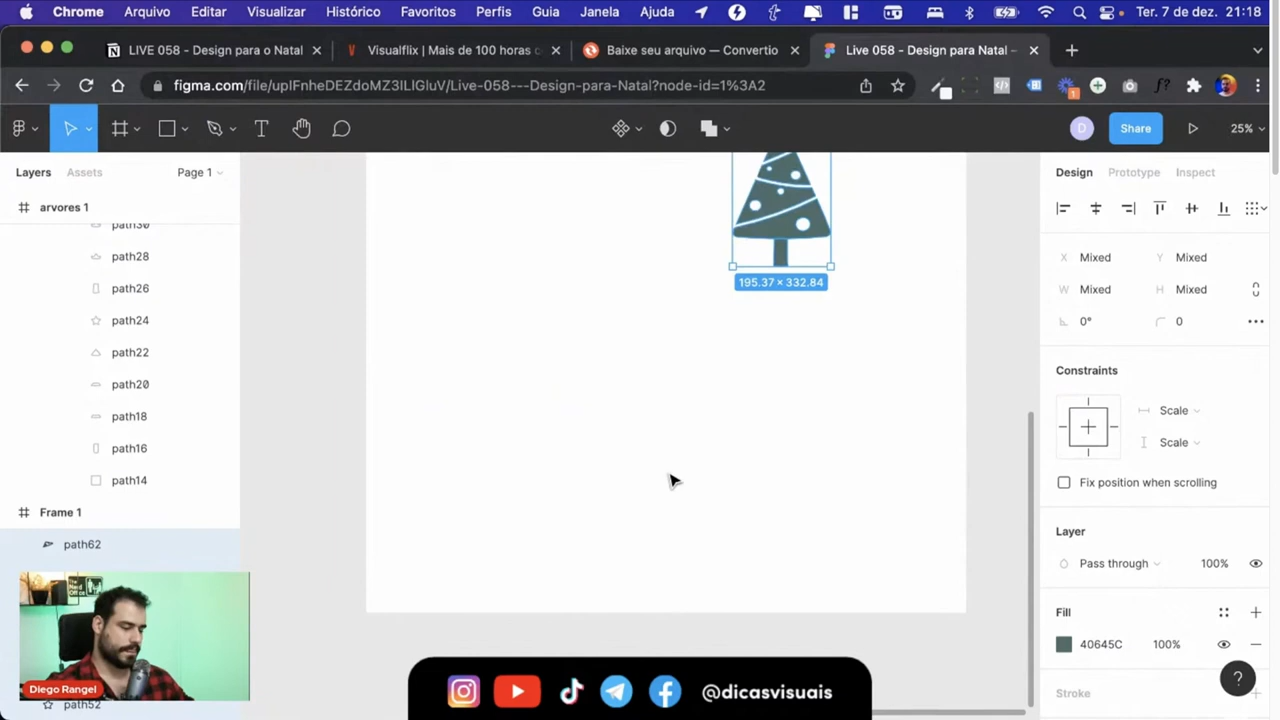 Chrome Arquivo Editar Visualizar Histórico Favoritos Perfis Guia Janela Ajuda Ter. 7 de dez. 21:18
LIVE 058 - Design para o Natal Visualflix | Mais de 100 horas c Baixe seu arquivo — Convertio Live 058 - Design para Natal –
figma.com/file/upIFnheDEZdoMZ3ILIGluV/Live-058---Design-para-Natal?node-id=1%3A2
D Share 25%
Layers Assets Page 1
Design Prototype Inspect
arvores 1
path30
path28
path26
path24
path22
path20
path18
path16
path14
Frame 1
path62
path52
195.37 × 332.84
X Mixed Y Mixed
W Mixed H Mixed
0° 0
Constraints
Scale
Scale
Fix position when scrolling
Layer
Pass through 100%
Fill
40645C 100%
Stroke
?
The Nerd Office
Diego Rangel
@dicasvisuais